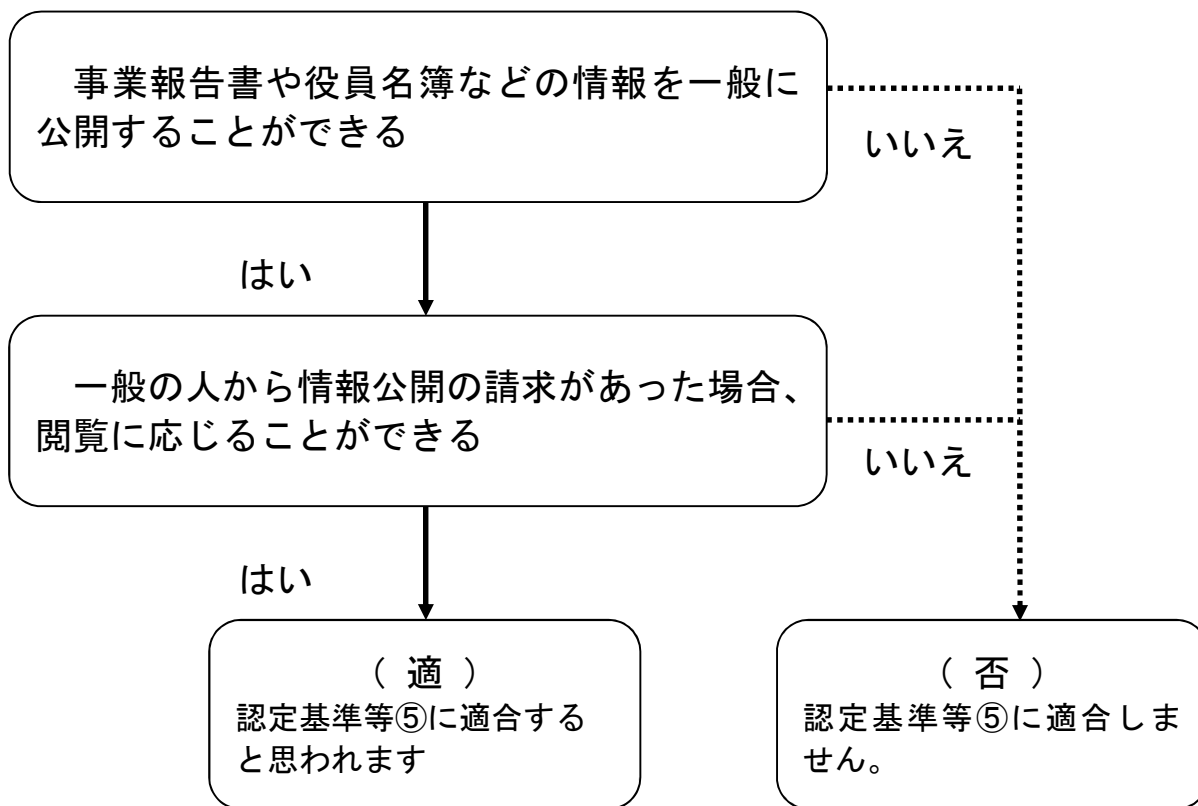 事業報告書や役員名簿などの情報を一般に
公開することができる
いいえ
はい
一般の人から情報公開の請求があった場合、
閲覧に応じることができる
いいえ
はい
（ 適 ）
認定基準等⑤に適合する
と思われます
（ 否 ）
認定基準等⑤に適合しま
せん。